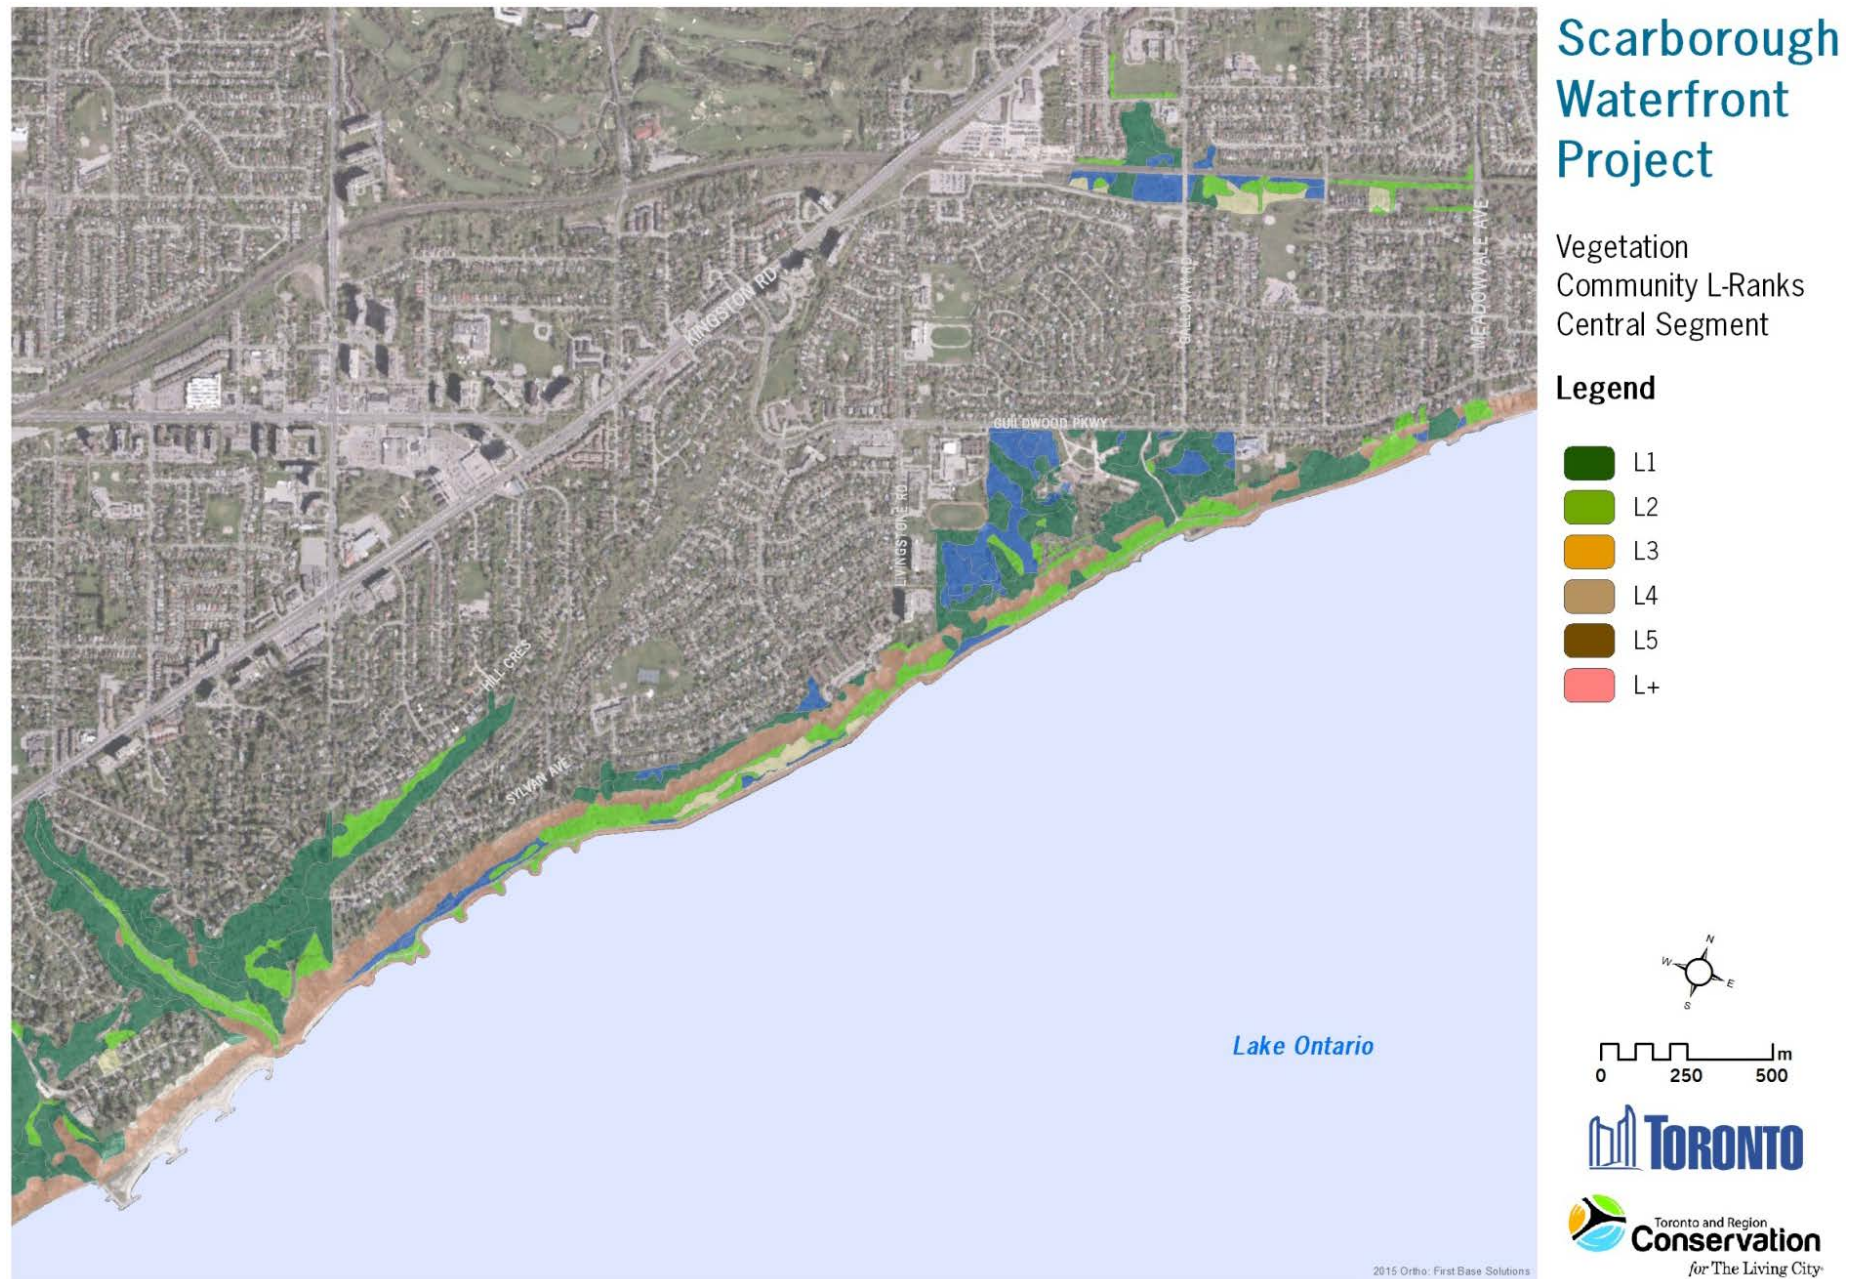 Scarborough
Waterfront
Project
Vegetation
Community L-Ranks
Central Segment
Legend
L1
L2
L3
L4
L5
L+
KINGSTON RD
MEADOWVALE AVE
GALLOWAY RD
GUILDWOOD PKWY
LIVINGSTONE RD
HILL CRES
SYLVAN AVE
Lake Ontario
N
W
E
S
m
0 250 500
TORONTO
Toronto and Region
Conservation
for The Living City
2015 Ortho: First Base Solutions